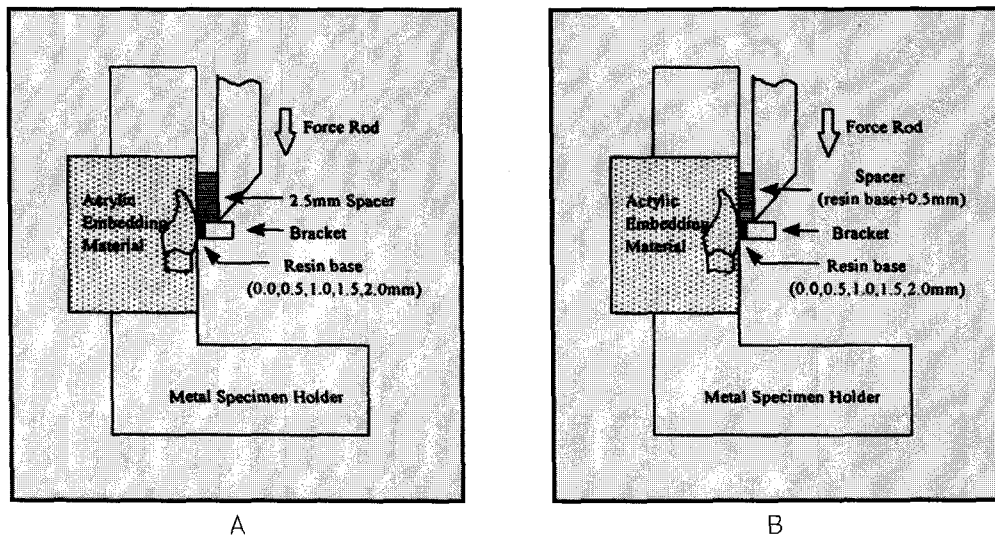 Force Rod
Acrylic
Embedding
Material
2.5mm Spacer
Bracket
Resin base
(0.0,0.5,1.0,1.5,2.0mm)
Metal Specimen Holder
A
Force Rod
Spacer
(resin base+0.5mm)
Acrylic
Embedding
Material
Bracket
Resin base
(0.0,0.5,1.0,1.5,2.0mm)
Metal Specimen Holder
B